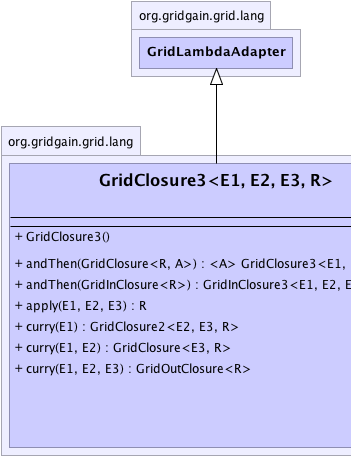 org.gridgain.grid.lang
GridLambdaAdapter
org.gridgain.grid.lang
GridClosure3<E1, E2, E3, R>
+ GridClosure3()
+ andThen(GridClosure<R, A>) : <A> GridClosure3<E1,
+ andThen(GridInClosure<R>) : GridInClosure3<E1, E2, E
+ apply(E1, E2, E3) : R
+ curry(E1) : GridClosure2<E2, E3, R>
+ curry(E1, E2) : GridClosure<E3, R>
+ curry(E1, E2, E3) : GridOutClosure<R>